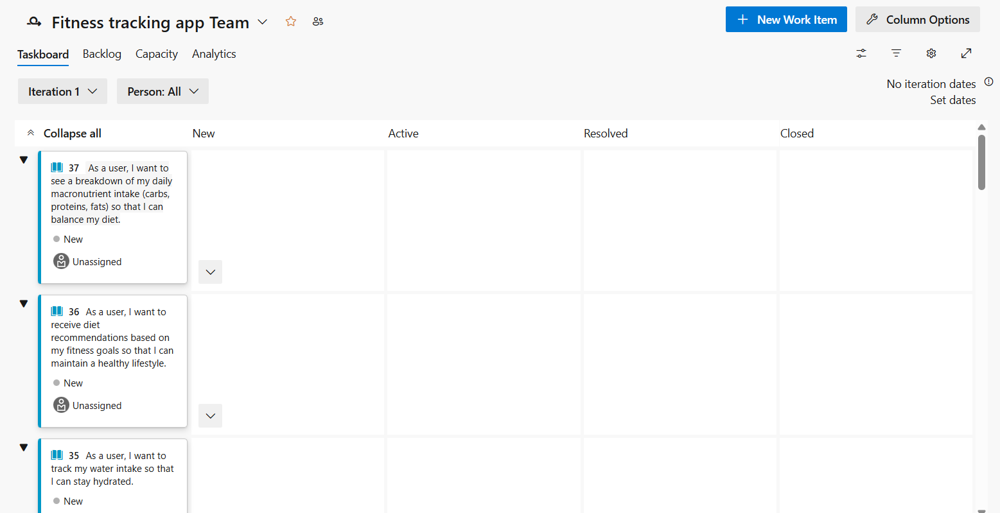 Fitness tracking app Team
New Work Item
Column Options
Taskboard
Backlog
Capacity
Analytics
Iteration 1
Person: All
No iteration dates
Set dates
Collapse all
New
Active
Resolved
Closed
37 As a user, I want to
see a breakdown of my daily
macronutrient intake (carbs,
proteins, fats) so that I can
balance my diet.
New
Unassigned
36 As a user, I want to
receive diet
recommendations based on
my fitness goals so that I can
maintain a healthy lifestyle.
New
Unassigned
35 As a user, I want to
track my water intake so that
I can stay hydrated.
New